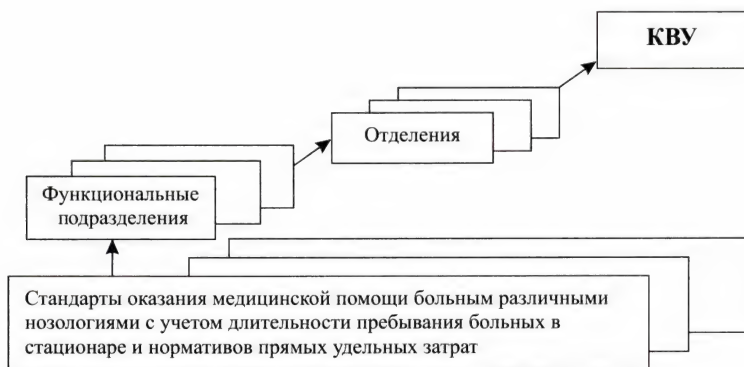 КВУ
Отделения
Функциональные
подразделения
Стандарты оказания медицинской помощи больным различными
нозологиями с учетом длительности пребывания больных в
стационаре и нормативов прямых удельных затрат